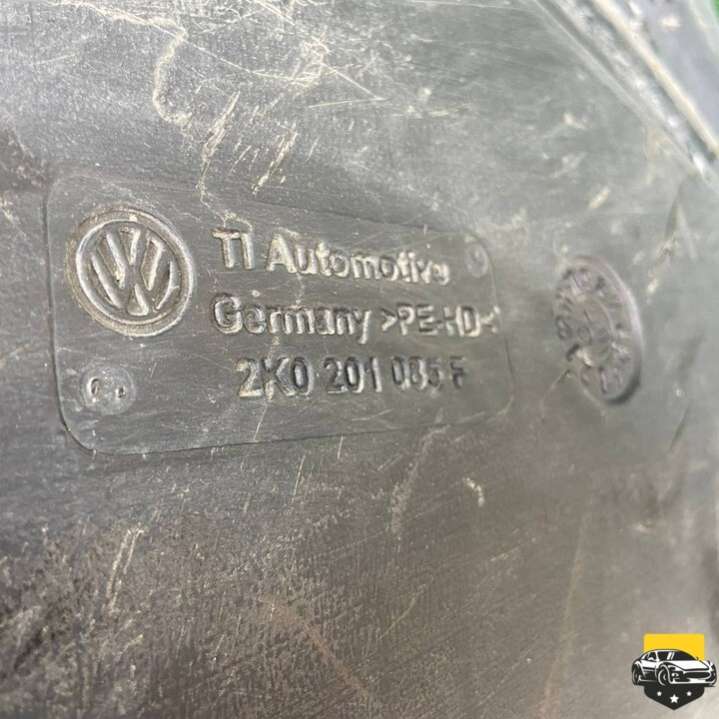 TI Automotive
Germany >PE-HD<
2K0 201 085 F